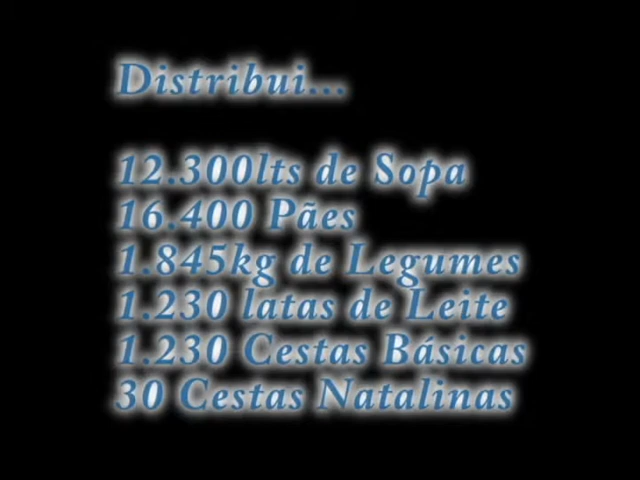 Distribui...
12.300lts de Sopa
16.400 Pães
1.845kg de Legumes
1.230 latas de Leite
1.230 Cestas Básicas
30 Cestas Natalinas